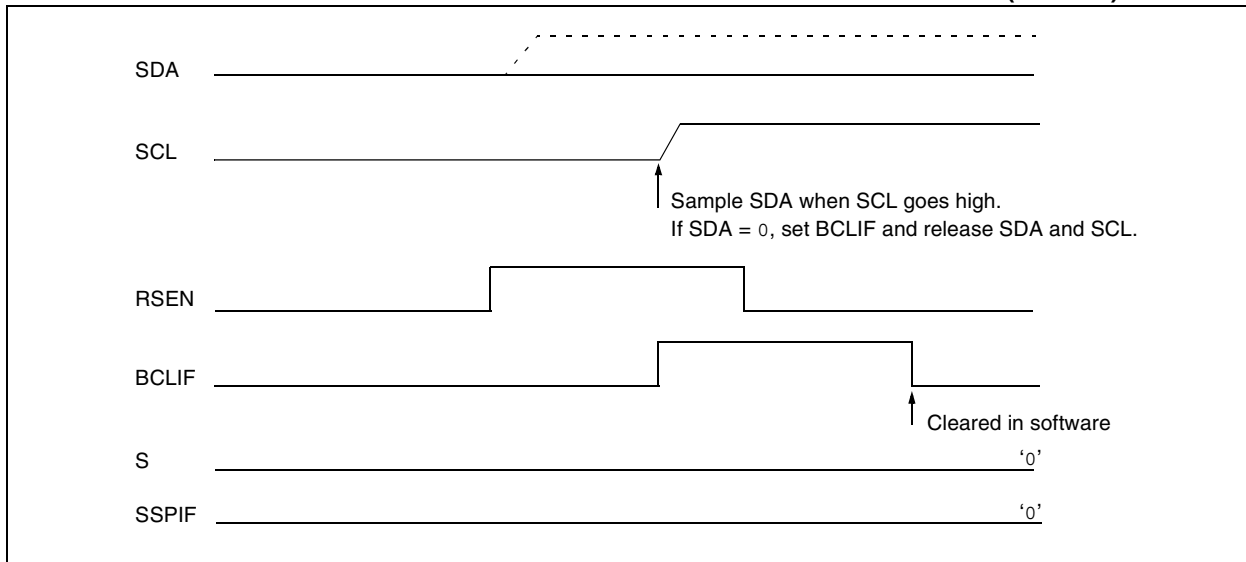 SDA
SCL
Sample SDA when SCL goes high.
If SDA = 0, set BCLIF and release SDA and SCL.
RSEN
BCLIF
Cleared in software
S
‘0’
SSPIF
‘0’